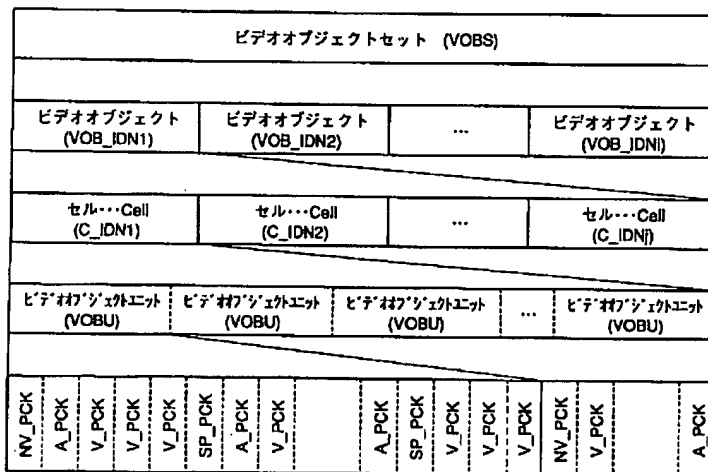 ビデオオブジェクトセット (VOBS)
ビデオオブジェクト ビデオオブジェクト ... ビデオオブジェクト
(VOB_IDN1) (VOB_IDN2) (VOB_IDNi)
セル…Cell セル…Cell ... セル…Cell
(C_IDN1) (C_IDN2) (C_IDNj)
ビデオオブジェクトユニット ビデオオブジェクトユニット ビデオオブジェクトユニット ... ビデオオブジェクトユニット
(VOBU) (VOBU) (VOBU) (VOBU)
NV_PCK A_PCK V_PCK V_PCK V_PCK SP_PCK A_PCK V_PCK A_PCK SP_PCK V_PCK V_PCK V_PCK NV_PCK V_PCK A_PCK